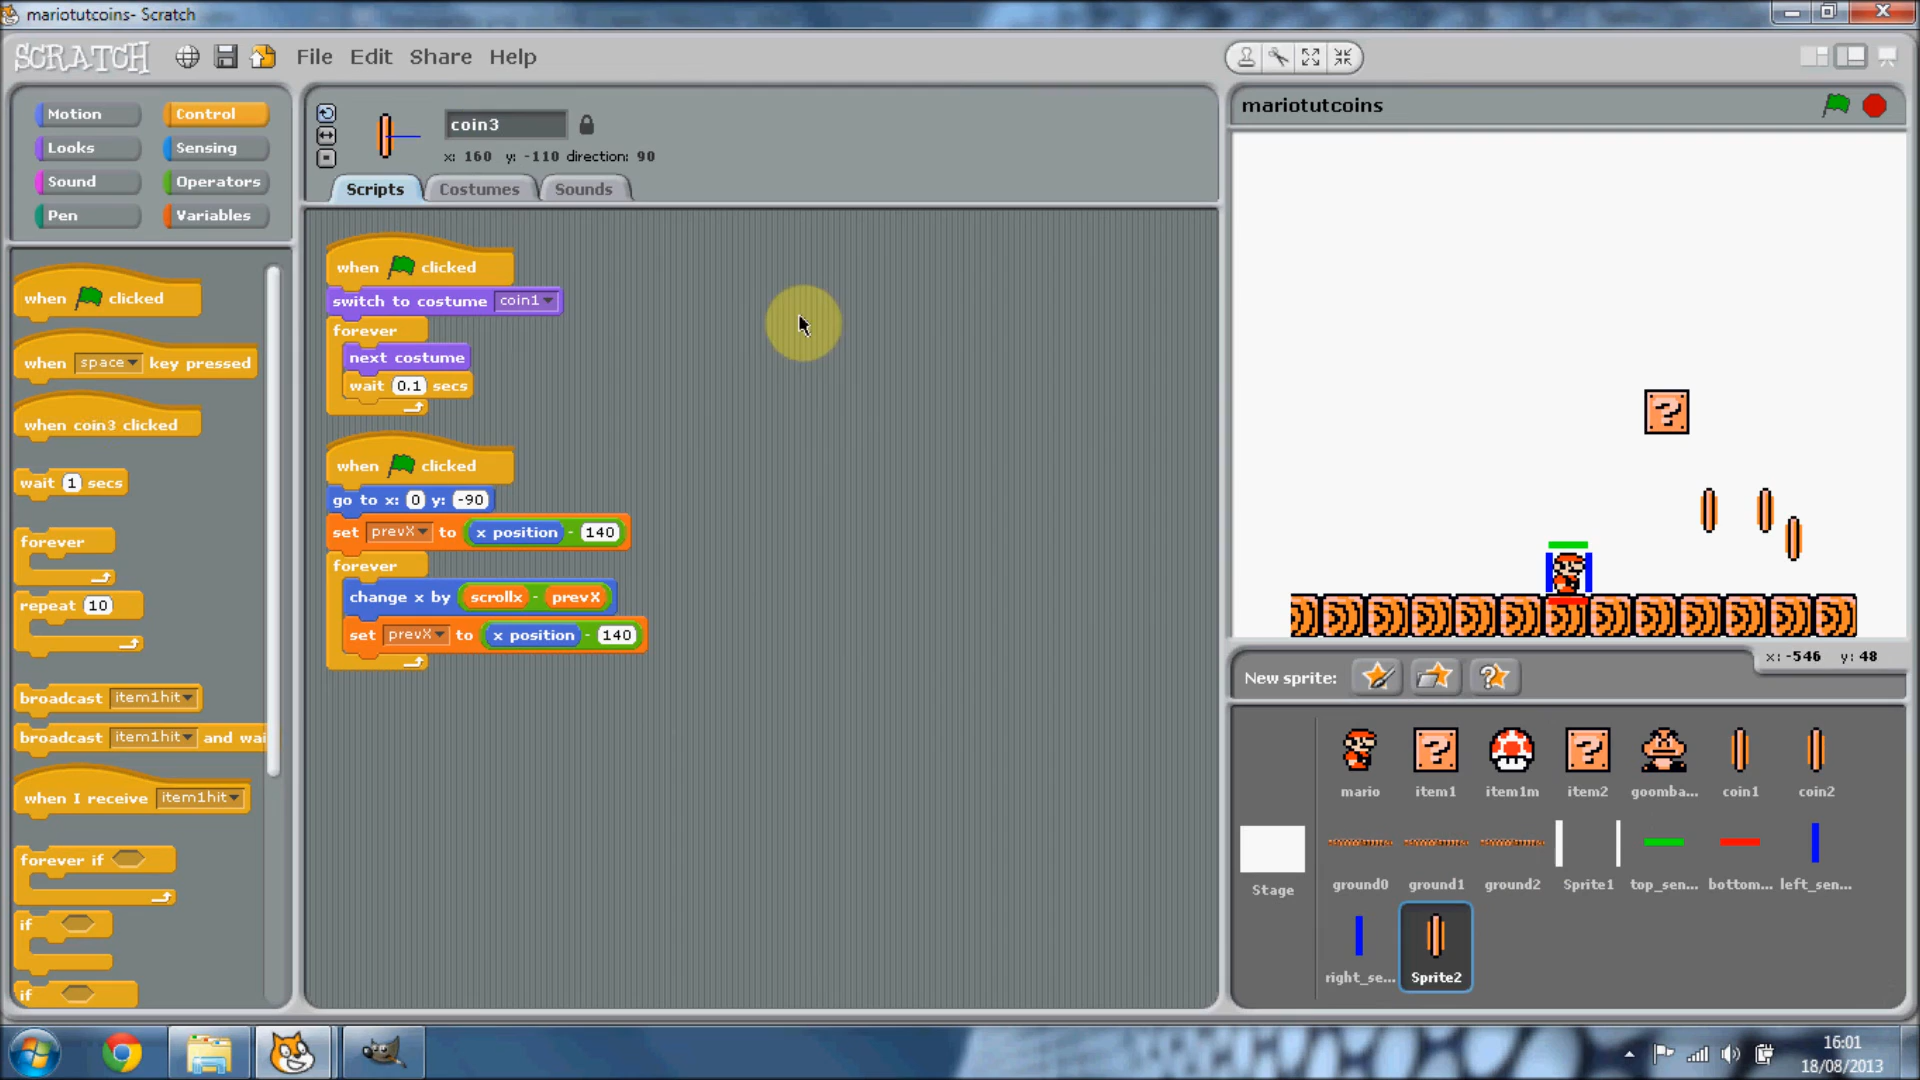 mariotutcoins- Scratch
SCRATCH
File Edit Share Help
Motion Control
Looks Sensing
Sound Operators
Pen Variables
when clicked
when space key pressed
when coin3 clicked
wait 1 secs
forever
repeat 10
broadcast item1hit
broadcast item1hit and wai
when I receive item1hit
forever if
if
if
coin3
x: 160 y: -110 direction: 90
Scripts Costumes Sounds
when clicked
switch to costume coin1
forever
next costume
wait 0.1 secs
when clicked
go to x: 0 y: -90
set prevX to x position - 140
forever
change x by scrollx - prevX
set prevX to x position - 140
mariotutcoins
?
x: -546 y: 48
New sprite:
?
? ?
mario item1 item1m item2 goomba... coin1 coin2
Stage
ground0 ground1 ground2 Sprite1 top_sen... bottom... left_sen...
right_se... Sprite2
16:01
18/08/2013